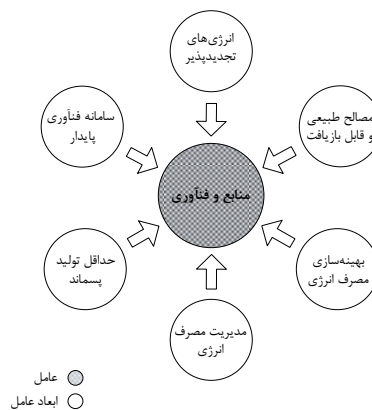 انرژی‌های
تجدیدپذیر
مصالح طبیعی
و قابل بازیافت
سامانه فنآوری
پایدار
منابع و فنآوری
بهینه‌سازی
مصرف انرژی
حداقل تولید
پسماند
مدیریت مصرف
انرژی
عامل
ابعاد عامل